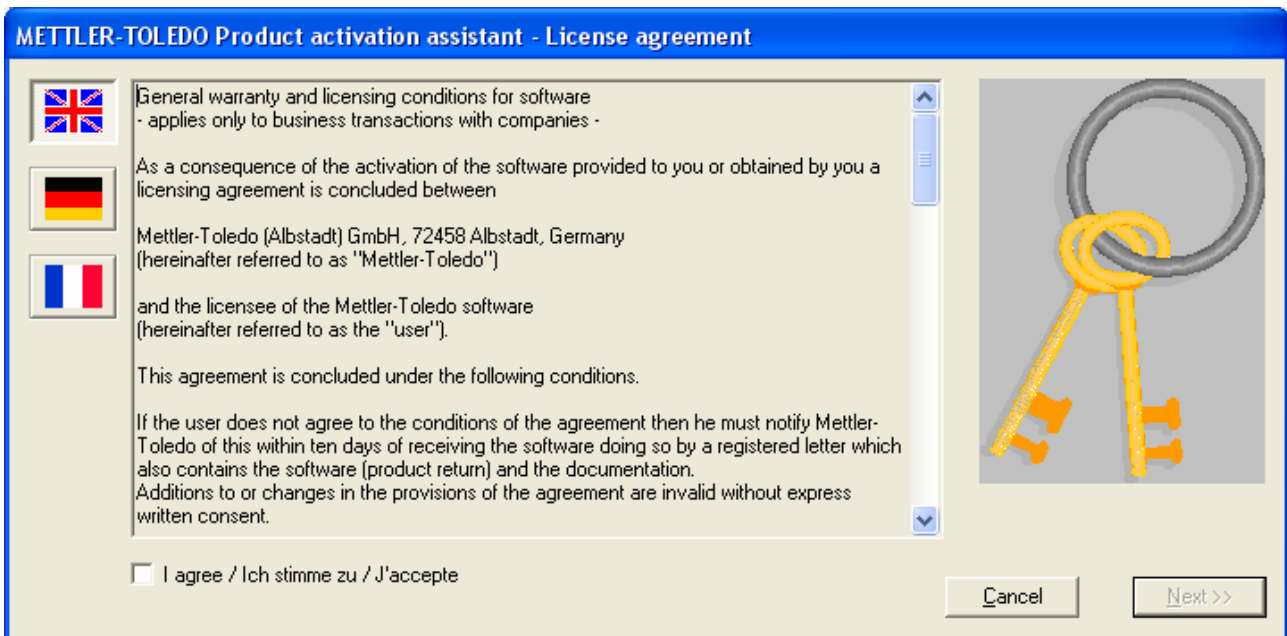 METTLER-TOLEDO Product activation assistant - License agreement
General warranty and licensing conditions for software
- applies only to business transactions with companies -
As a consequence of the activation of the software provided to you or obtained by you a
licensing agreement is concluded between
Mettler-Toledo (Albstadt) GmbH, 72458 Albstadt, Germany
(hereinafter referred to as "Mettler-Toledo")
and the licensee of the Mettler-Toledo software
(hereinafter referred to as the "user").
This agreement is concluded under the following conditions.
If the user does not agree to the conditions of the agreement then he must notify Mettler-
Toledo of this within ten days of receiving the software doing so by a registered letter which
also contains the software (product return) and the documentation.
Additions to or changes in the provisions of the agreement are invalid without express
written consent.
I agree / Ich stimme zu / J'accepte
Cancel
Next >>